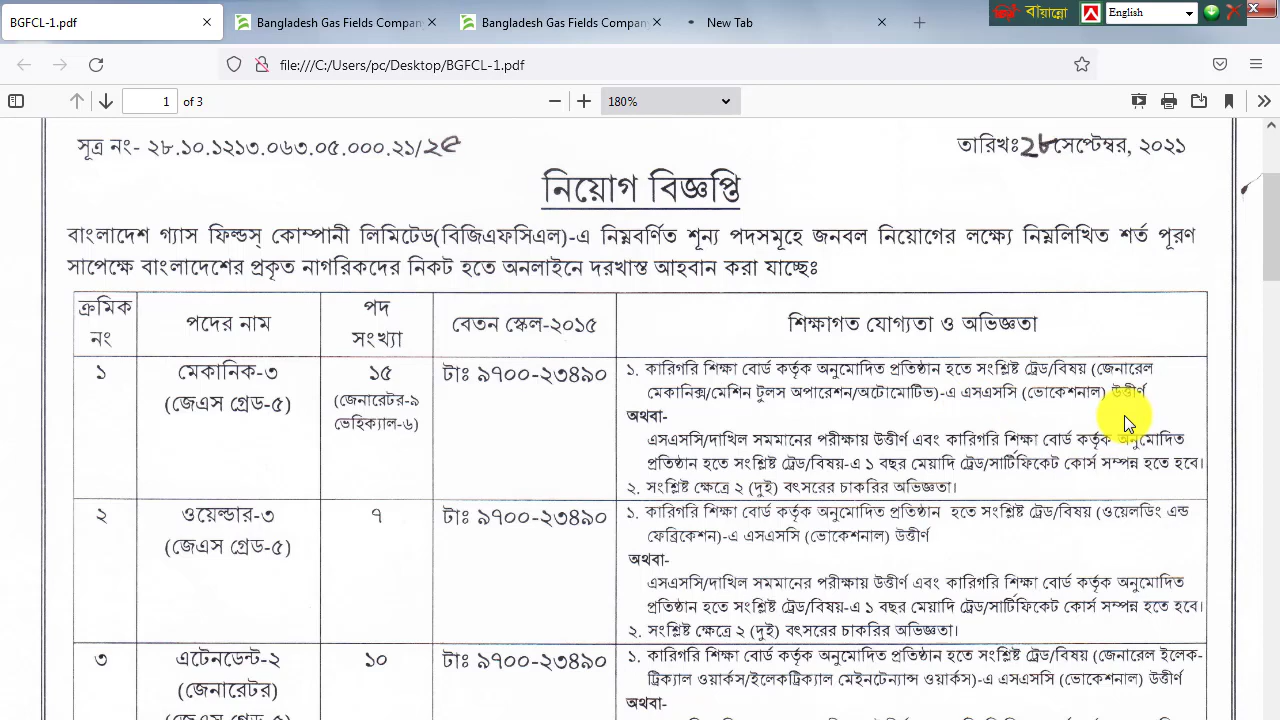 BGFCL-1.pdf
Bangladesh Gas Fields Compan
Bangladesh Gas Fields Compan
New Tab
বায়ান্নো
English
file:///C:/Users/pc/Desktop/BGFCL-1.pdf
1 of 3
180%
সূত্র নং- ২৮.১০.১২১৩.০৬৩.০৫.০০০.২১/২৫
তারিখঃ২৮সেপ্টেম্বর, ২০২১
নিয়োগ বিজ্ঞপ্তি
বাংলাদেশ গ্যাস ফিল্ডস্ কোম্পানী লিমিটেড(বিজিএফসিএল)-এ নিম্নবর্ণিত শূন্য পদসমূহে জনবল নিয়োগের লক্ষ্যে নিম্নলিখিত শর্ত পূরণ
সাপেক্ষে বাংলাদেশের প্রকৃত নাগরিকদের নিকট হতে অনলাইনে দরখাস্ত আহবান করা যাচ্ছেঃ
ক্রমিক নং
পদের নাম
পদ সংখ্যা
বেতন স্কেল-২০১৫
শিক্ষাগত যোগ্যতা ও অভিজ্ঞতা
১
মেকানিক-৩
(জেএস গ্রেড-৫)
১৫
(জেনারেটর-৯
ভেহিক্যাল-৬)
টাঃ ৯৭০০-২৩৪৯০
১. কারিগরি শিক্ষা বোর্ড কর্তৃক অনুমোদিত প্রতিষ্ঠান হতে সংশ্লিষ্ট ট্রেড/বিষয় (জেনারেল
মেকানিক্স/মেশিন টুলস অপারেশন/অটোমোটিভ)-এ এসএসসি (ভোকেশনাল) উত্তীর্ণ
অথবা-
এসএসসি/দাখিল সমমানের পরীক্ষায় উত্তীর্ণ এবং কারিগরি শিক্ষা বোর্ড কর্তৃক অনুমোদিত
প্রতিষ্ঠান হতে সংশ্লিষ্ট ট্রেড/বিষয়-এ ১ বছর মেয়াদি ট্রেড/সার্টিফিকেট কোর্স সম্পন্ন হতে হবে।
২. সংশ্লিষ্ট ক্ষেত্রে ২ (দুই) বৎসরের চাকরির অভিজ্ঞতা।
২
ওয়েল্ডার-৩
(জেএস গ্রেড-৫)
৭
টাঃ ৯৭০০-২৩৪৯০
১. কারিগরি শিক্ষা বোর্ড কর্তৃক অনুমোদিত প্রতিষ্ঠান হতে সংশ্লিষ্ট ট্রেড/বিষয় (ওয়েলডিং এন্ড
ফেব্রিকেশন)-এ এসএসসি (ভোকেশনাল) উত্তীর্ণ
অথবা-
এসএসসি/দাখিল সমমানের পরীক্ষায় উত্তীর্ণ এবং কারিগরি শিক্ষা বোর্ড কর্তৃক অনুমোদিত
প্রতিষ্ঠান হতে সংশ্লিষ্ট ট্রেড/বিষয়-এ ১ বছর মেয়াদি ট্রেড/সার্টিফিকেট কোর্স সম্পন্ন হতে হবে।
২. সংশ্লিষ্ট ক্ষেত্রে ২ (দুই) বৎসরের চাকরির অভিজ্ঞতা।
৩
এটেনডেন্ট-২
(জেনারেটর)
(জেএস গ্রেড-৫)
১০
টাঃ ৯৭০০-২৩৪৯০
১. কারিগরি শিক্ষা বোর্ড কর্তৃক অনুমোদিত প্রতিষ্ঠান হতে সংশ্লিষ্ট ট্রেড/বিষয় (জেনারেল ইলেক-
ট্রিক্যাল ওয়ার্কস/ইলেকট্রিক্যাল মেইনটেন্যান্স ওয়ার্কস)-এ এসএসসি (ভোকেশনাল) উত্তীর্ণ
অথবা-